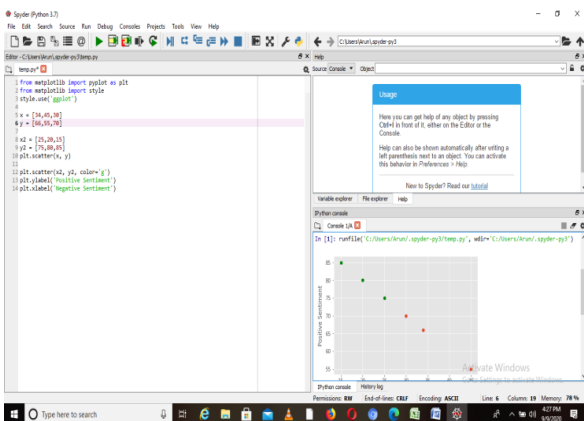 Spyder (Python 3.7)
File Edit Search Source Run Debug Consoles Projects Tools View Help
C:\Users\Arun\.spyder-py3
Editor - C:\Users\Arun\.spyder-py3\temp.py
Help
temp.py*
Source Console Object
1 from matplotlib import pyplot as plt
2 from matplotlib import style
3 style.use('ggplot')
4
5 x = [34,45,30]
6 y = [66,55,70]
7
8 x2 = [25,20,15]
9 y2 = [75,80,85]
10 plt.scatter(x, y)
11
12 plt.scatter(x2, y2, color='g')
13 plt.ylabel('Positive Sentiment')
14 plt.xlabel('Negative Sentiment')
Usage
Here you can get help of any object by pressing
Ctrl+I in front of it, either on the Editor or the
Console.
Help can also be shown automatically after writing a
left parenthesis next to an object. You can activate
this behavior in Preferences > Help.
New to Spyder? Read our tutorial
Variable explorer File explorer Help
IPython console
Console 1/A
In [1]: runfile('C:/Users/Arun/.spyder-py3/temp.py', wdir='C:/Users/Arun/.spyder-py3')
85
80
75
70
65
60
55
Positive Sentiment
Activate Windows
Go to Settings to activate Windows.
IPython console History log
Permissions: RW End-of-lines: CRLF Encoding: ASCII Line: 6 Column: 19 Memory: 78 %
Type here to search
4:27 PM
9/9/2020